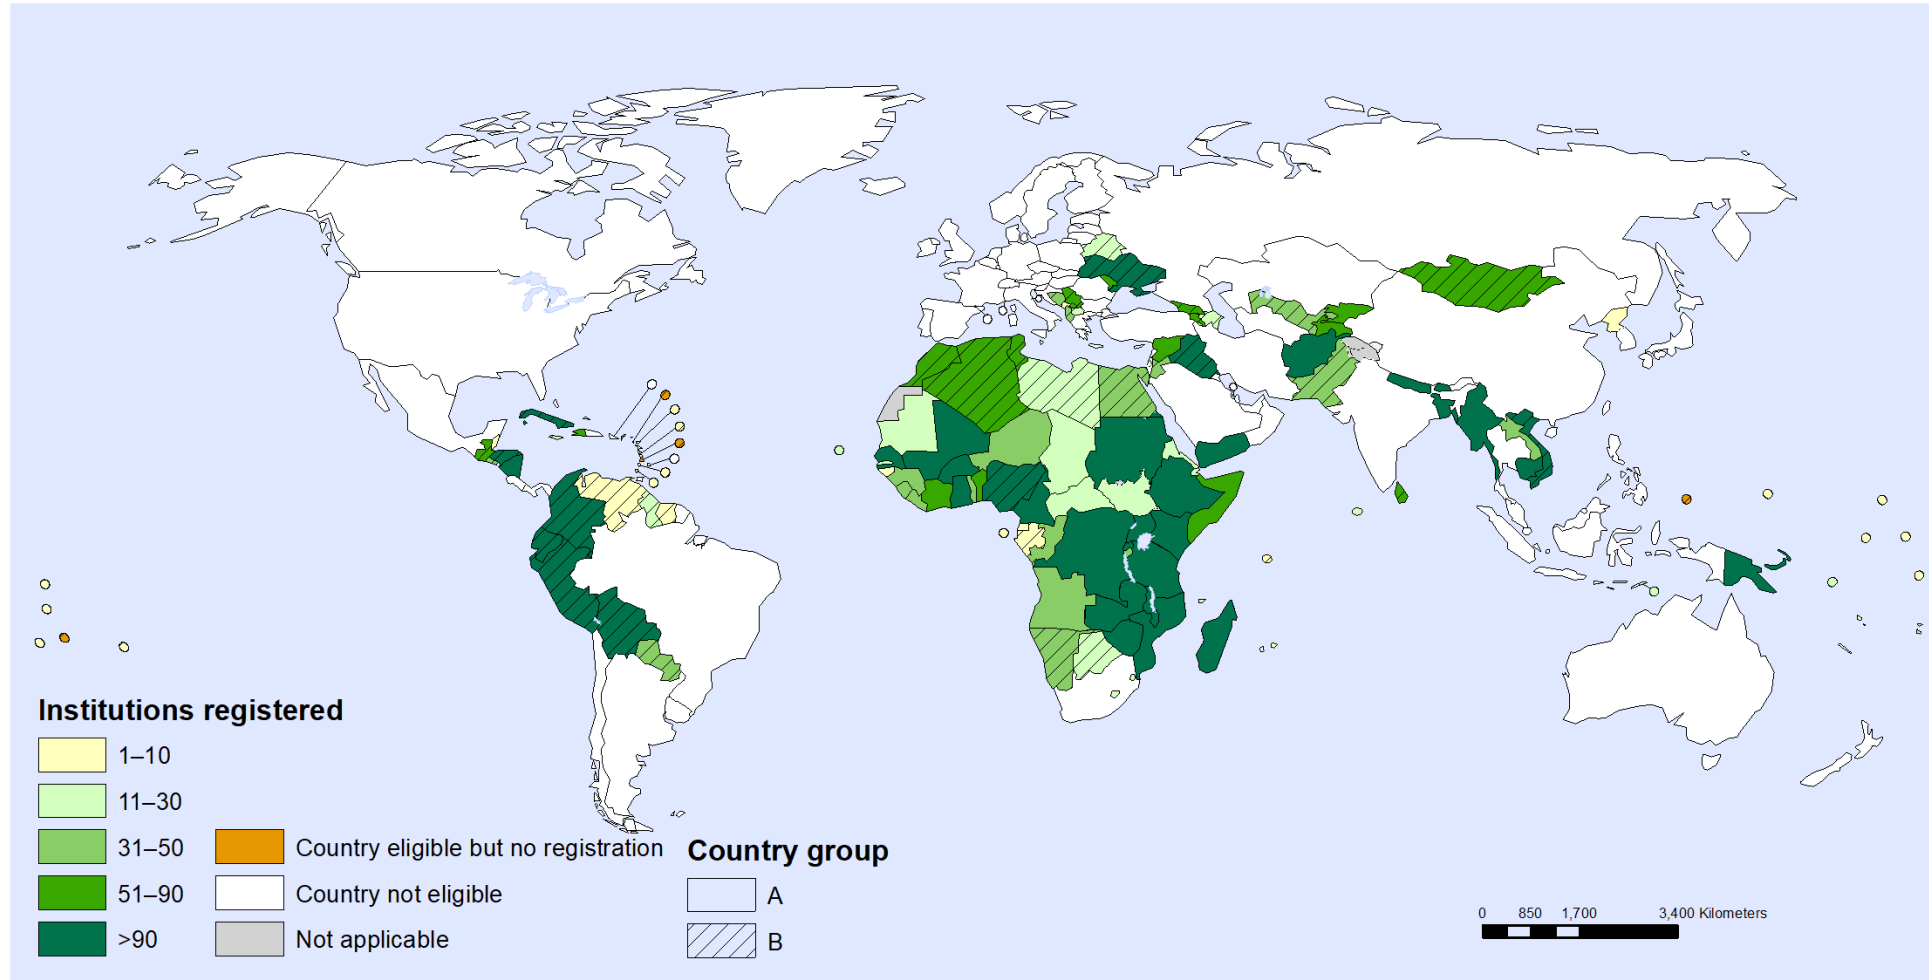 Institutions registered
1–10
11–30
31–50
51–90
>90
Country eligible but no registration
Country not eligible
Not applicable
Country group
A
B
0 850 1,700 3,400 Kilometers